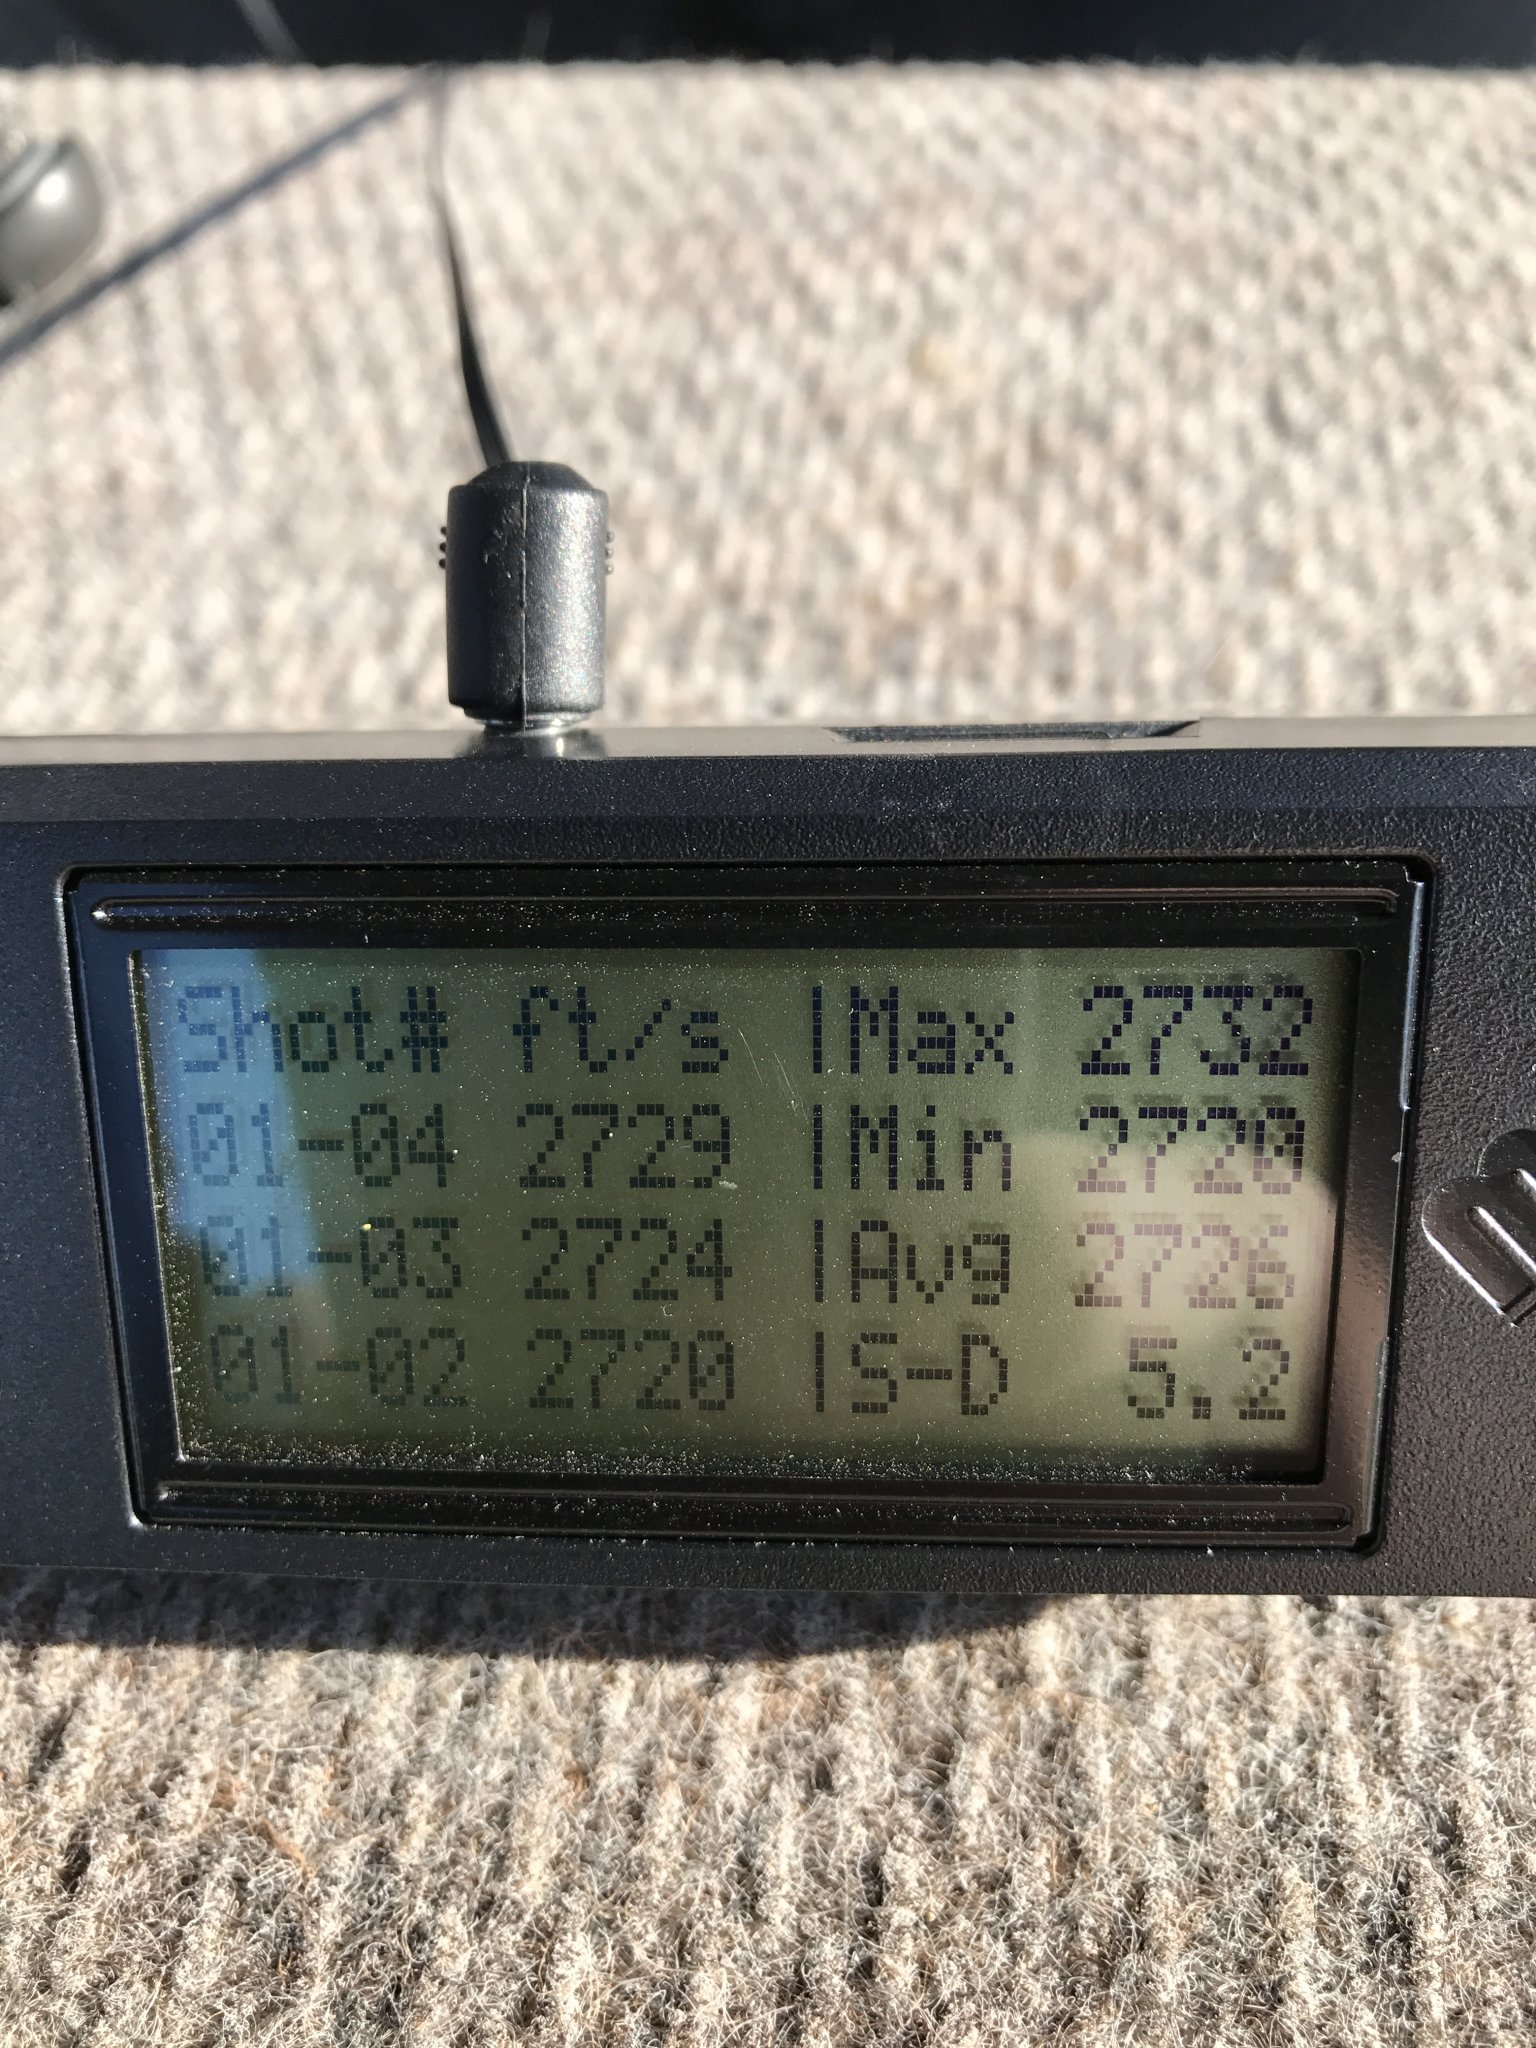 Shot# ft/s |Max 2732
01-04 2729 |Min 2720
01-03 2724 |Avg 2726
01-02 2720 |S-D 5.2